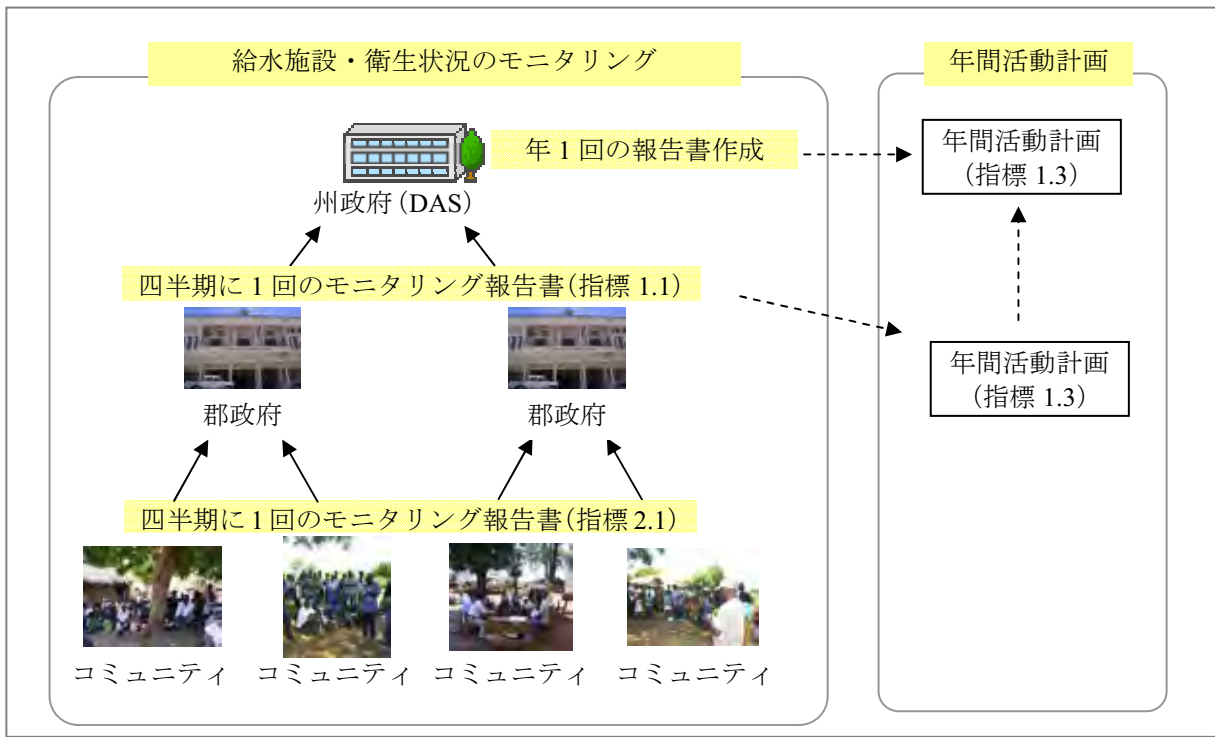 給水施設・衛生状況のモニタリング
年間活動計画
年 1 回の報告書作成
年間活動計画
（指標 1.3）
州政府（DAS）
四半期に 1 回のモニタリング報告書（指標 1.1）
年間活動計画
（指標 1.3）
郡政府
郡政府
四半期に 1 回のモニタリング報告書（指標 2.1）
コミュニティ
コミュニティ
コミュニティ
コミュニティ